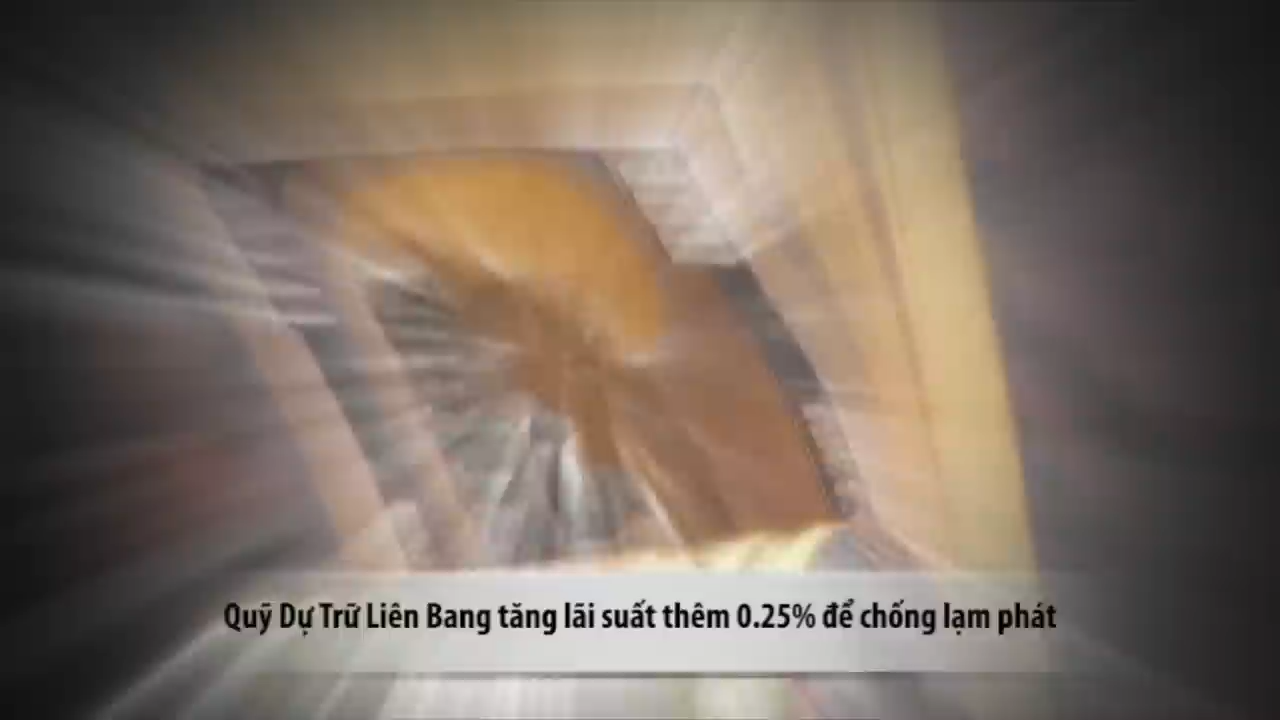 Quỹ Dự Trữ Liên Bang tăng lãi suất thêm 0.25% để chống lạm phát